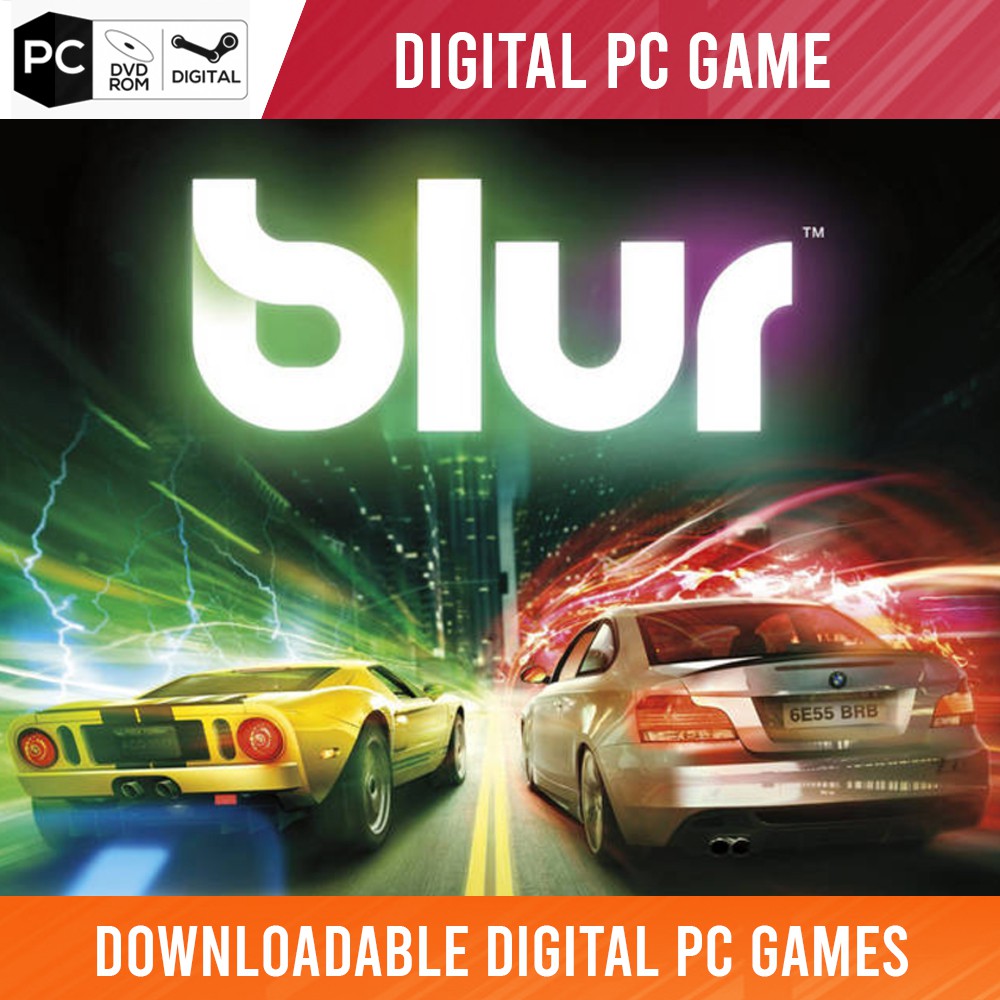 PC
DVD
ROM
DIGITAL
DIGITAL PC GAME
blur
TM
6E55 BRB
DOWNLOADABLE DIGITAL PC GAMES